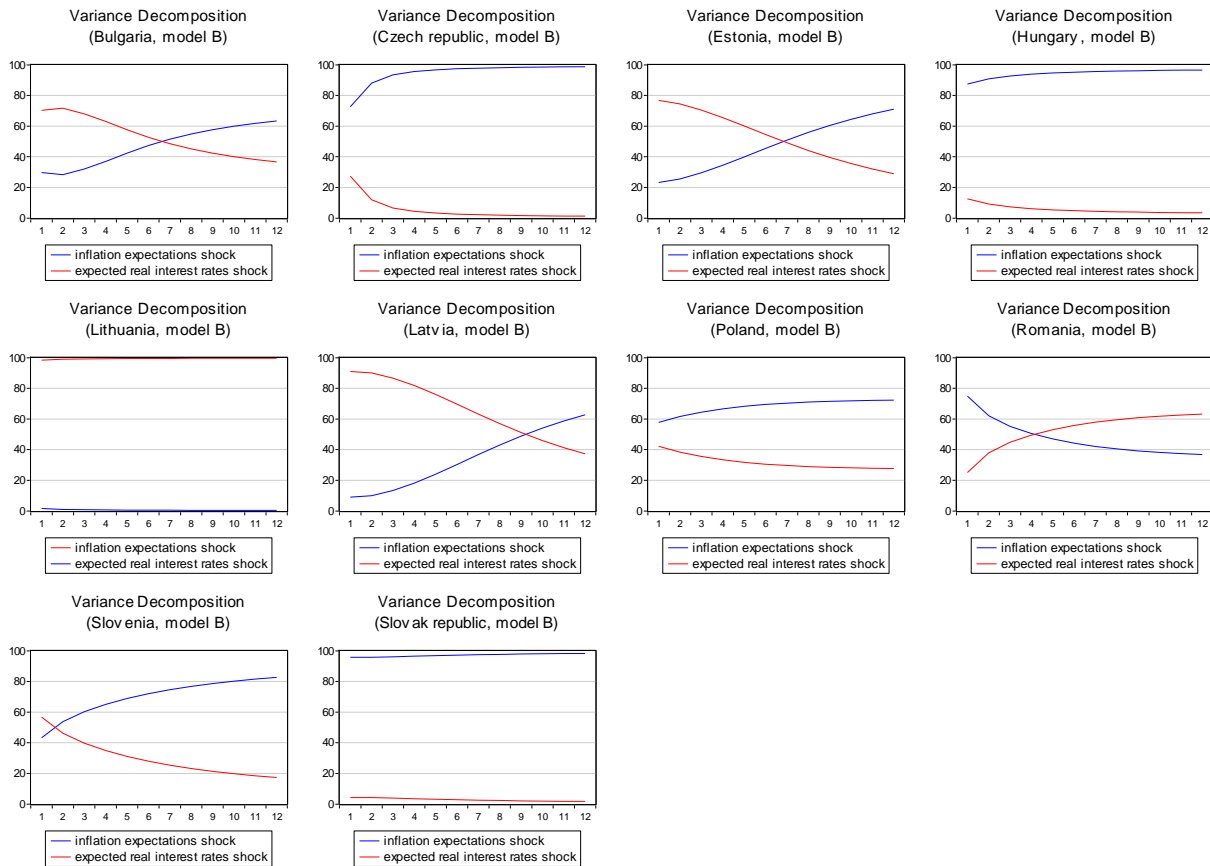 Variance Decomposition
(Bulgaria, model B)
100
80
60
40
20
0
1 2 3 4 5 6 7 8 9 10 11 12
inflation expectations shock
expected real interest rates shock
Variance Decomposition
(Czech republic, model B)
100
80
60
40
20
0
1 2 3 4 5 6 7 8 9 10 11 12
inflation expectations shock
expected real interest rates shock
Variance Decomposition
(Estonia, model B)
100
80
60
40
20
0
1 2 3 4 5 6 7 8 9 10 11 12
inflation expectations shock
expected real interest rates shock
Variance Decomposition
(Hungary, model B)
100
80
60
40
20
0
1 2 3 4 5 6 7 8 9 10 11 12
inflation expectations shock
expected real interest rates shock
Variance Decomposition
(Lithuania, model B)
100
80
60
40
20
0
1 2 3 4 5 6 7 8 9 10 11 12
inflation expectations shock
expected real interest rates shock
Variance Decomposition
(Latvia, model B)
100
80
60
40
20
0
1 2 3 4 5 6 7 8 9 10 11 12
inflation expectations shock
expected real interest rates shock
Variance Decomposition
(Poland, model B)
100
80
60
40
20
0
1 2 3 4 5 6 7 8 9 10 11 12
inflation expectations shock
expected real interest rates shock
Variance Decomposition
(Romania, model B)
100
80
60
40
20
0
1 2 3 4 5 6 7 8 9 10 11 12
inflation expectations shock
expected real interest rates shock
Variance Decomposition
(Slovenia, model B)
100
80
60
40
20
0
1 2 3 4 5 6 7 8 9 10 11 12
inflation expectations shock
expected real interest rates shock
Variance Decomposition
(Slovak republic, model B)
100
80
60
40
20
0
1 2 3 4 5 6 7 8 9 10 11 12
inflation expectations shock
expected real interest rates shock